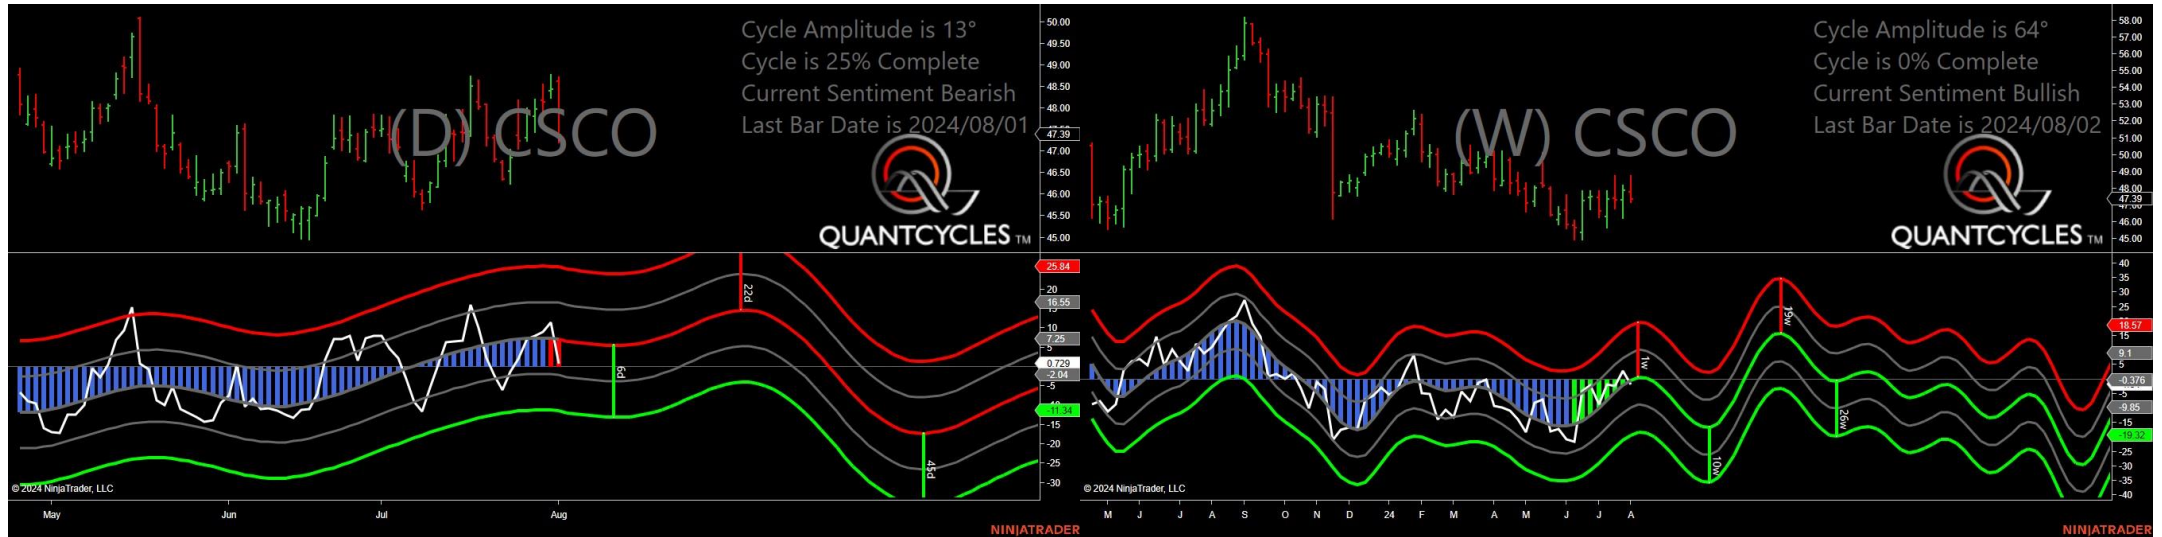 Cycle Amplitude is 13°
Cycle is 25% Complete
Current Sentiment Bearish
Last Bar Date is 2024/08/01
(D) CSCO
QUANTCYCLES TM
50.00
49.50
49.00
48.50
48.00
47.39
47.00
46.50
46.00
45.50
45.00
25.84
20
16.55
10
7.25
5
0.729
-2.04
-5
-11.34
-15
-20
-25
-30
22d
6d
45d
© 2024 NinjaTrader, LLC
May
Jun
Jul
Aug
NINJATRADER
Cycle Amplitude is 64°
Cycle is 0% Complete
Current Sentiment Bullish
Last Bar Date is 2024/08/02
(W) CSCO
QUANTCYCLES TM
58.00
57.00
56.00
55.00
54.00
53.00
52.00
51.00
50.00
49.00
48.00
47.39
46.00
45.00
40
35
30
25
18.57
9.1
5
-0.376
-5
-9.85
-15
-19.32
-25
-30
-35
-40
1w
10w
19w
26w
© 2024 NinjaTrader, LLC
M J J A S O N D 24 F M A M J J A
NINJATRADER